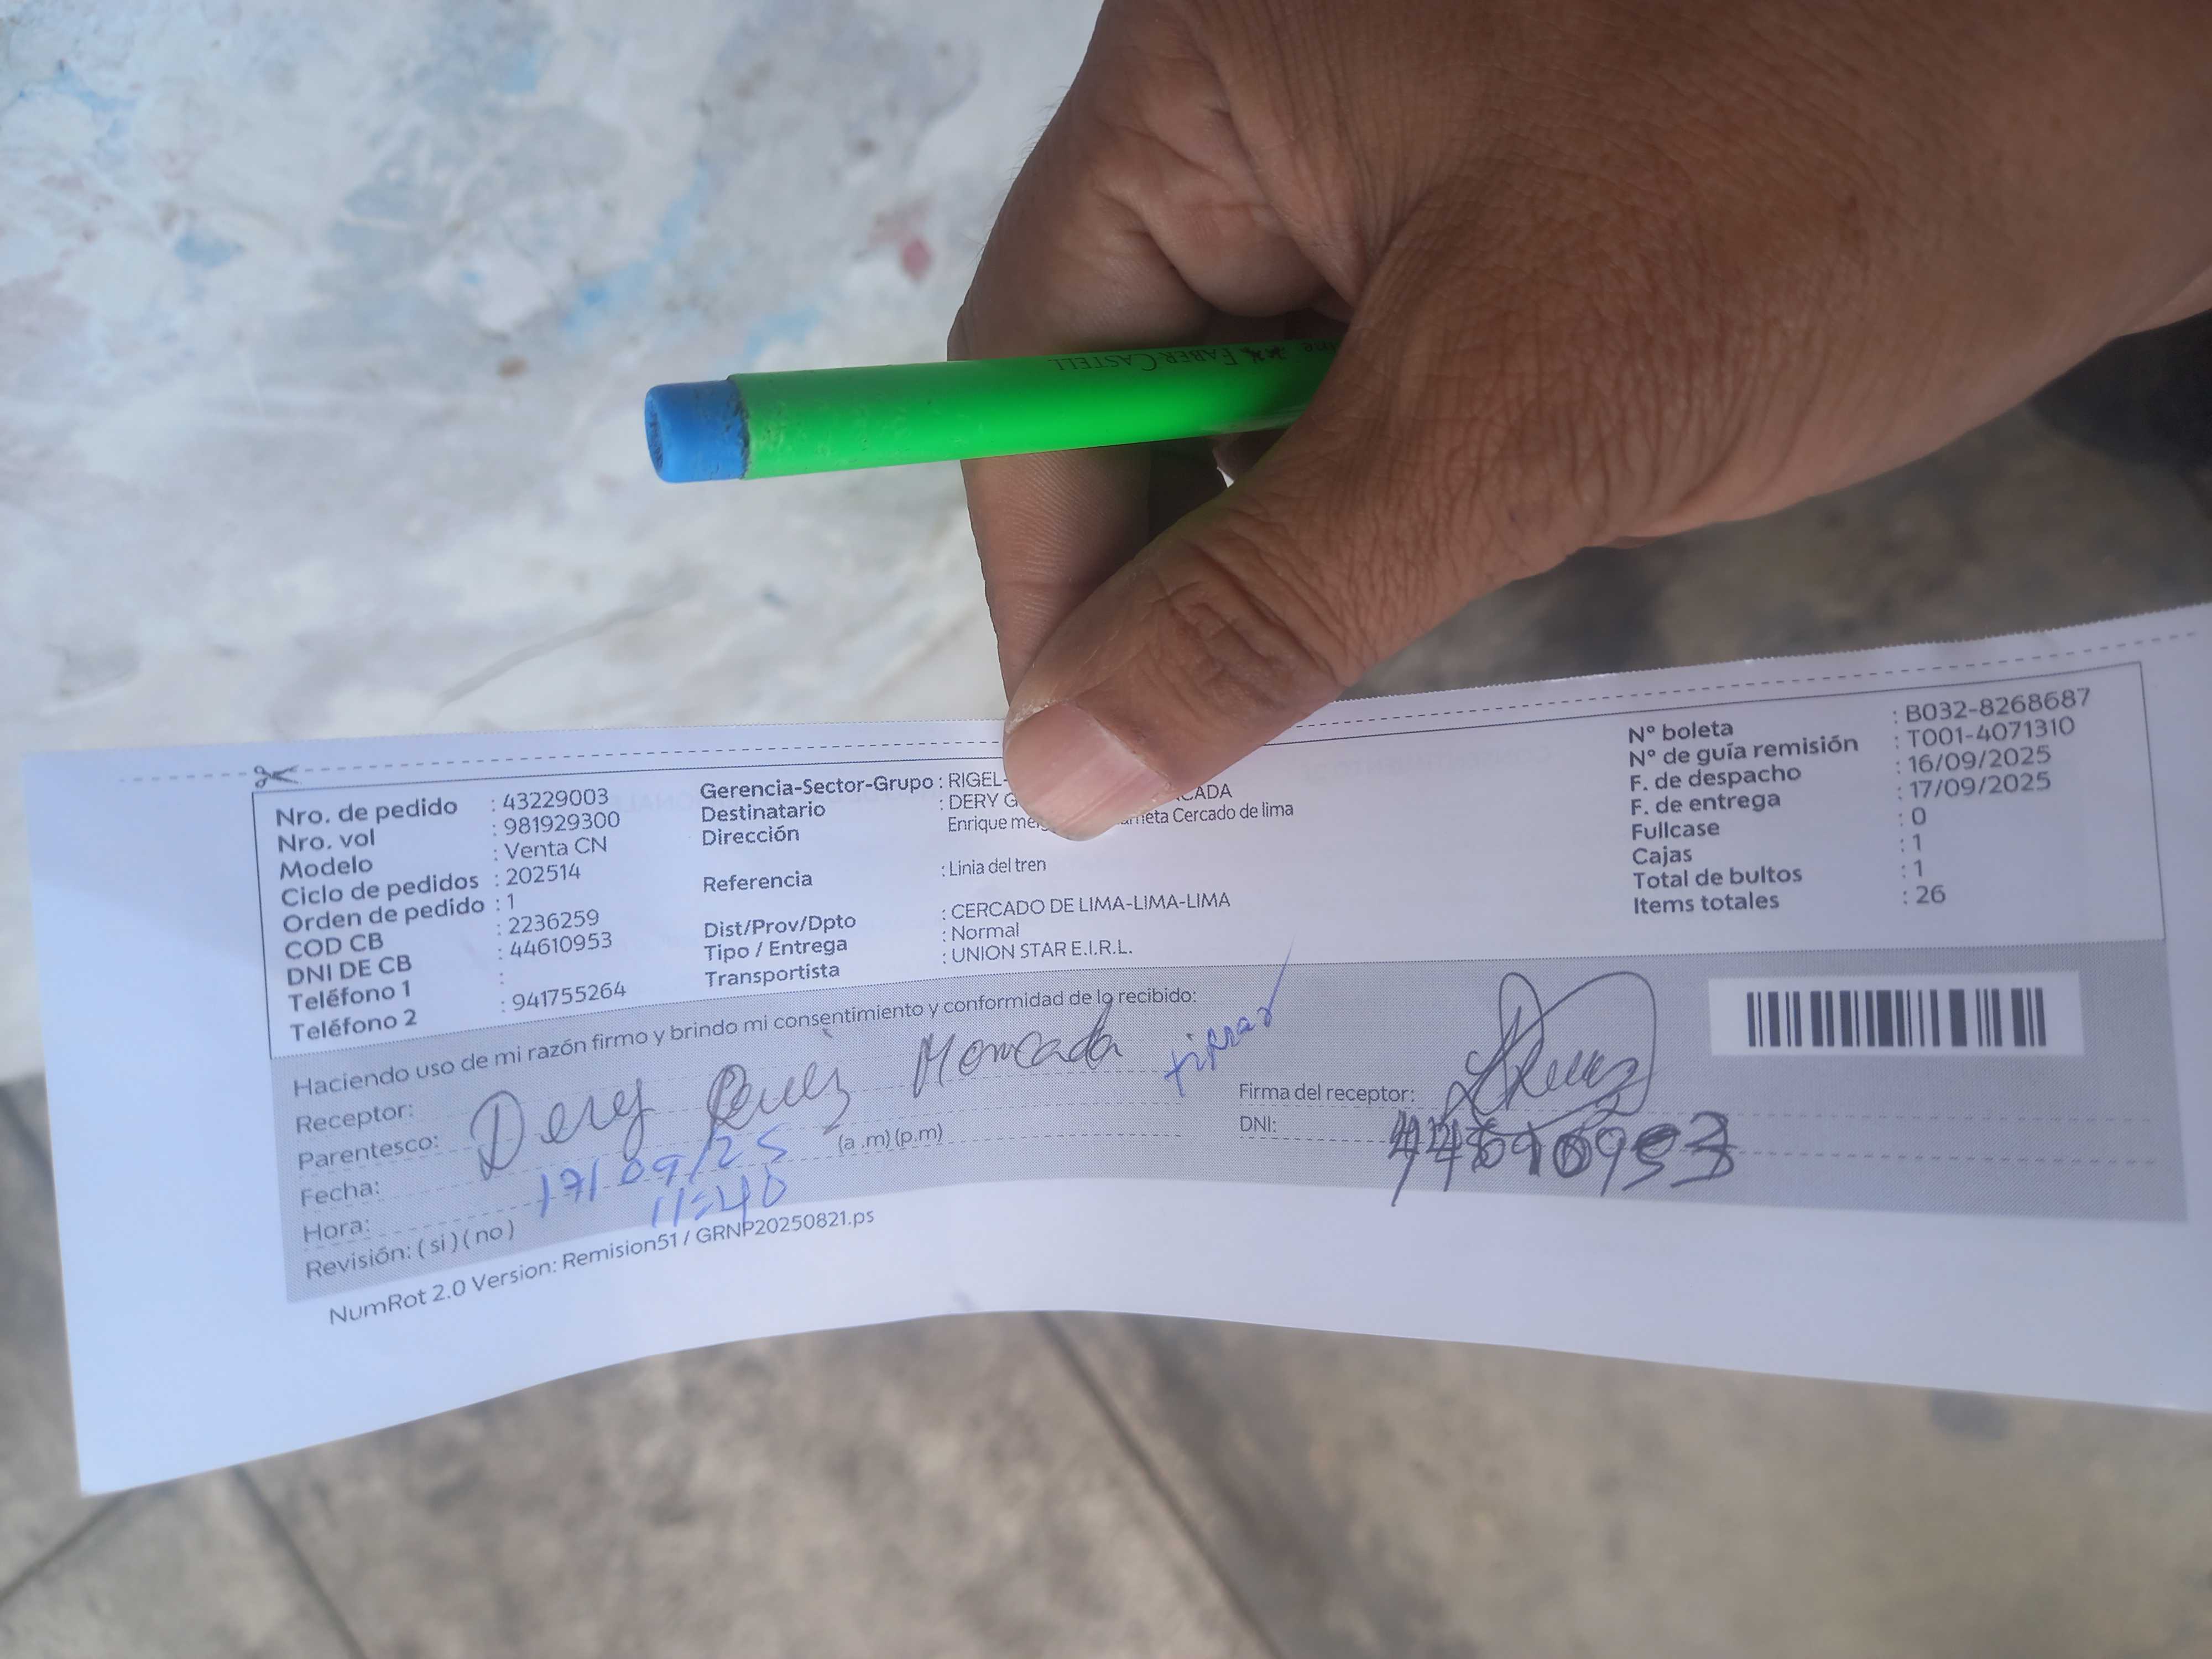 FABER CASTELL
Nro. de pedido : 43229003
Nro. vol : 981929300
Modelo : Venta CN
Ciclo de pedidos : 202514
Orden de pedido : 1
COD CB : 2236259
DNI DE CB : 44610953
Teléfono 1 :
Teléfono 2 : 941755264
Gerencia-Sector-Grupo : RIGEL-
Destinatario : DERY G CADA
Dirección Enrique Cercado de lima
Referencia : Linia del tren
Dist/Prov/Dpto : CERCADO DE LIMA-LIMA-LIMA
Tipo / Entrega : Normal
Transportista : UNION STAR E.I.R.L.
Nº boleta : B032-8268687
Nº de guía remisión : T001-4071310
F. de despacho : 16/09/2025
F. de entrega : 17/09/2025
Fullcase : 0
Cajas : 1
Total de bultos : 1
Items totales : 26
Haciendo uso de mi razón firmo y brindo mi consentimiento y conformidad de lo recibido:
Receptor: Dery Ruiz Moncada
Parentesco:
Fecha: 17/09/25
Hora: 11:40 (a .m) (p.m)
Revisión: ( si ) ( no )
Firma del receptor:
DNI:
NumRot 2.0 Version: Remision51 / GRNP20250821.ps